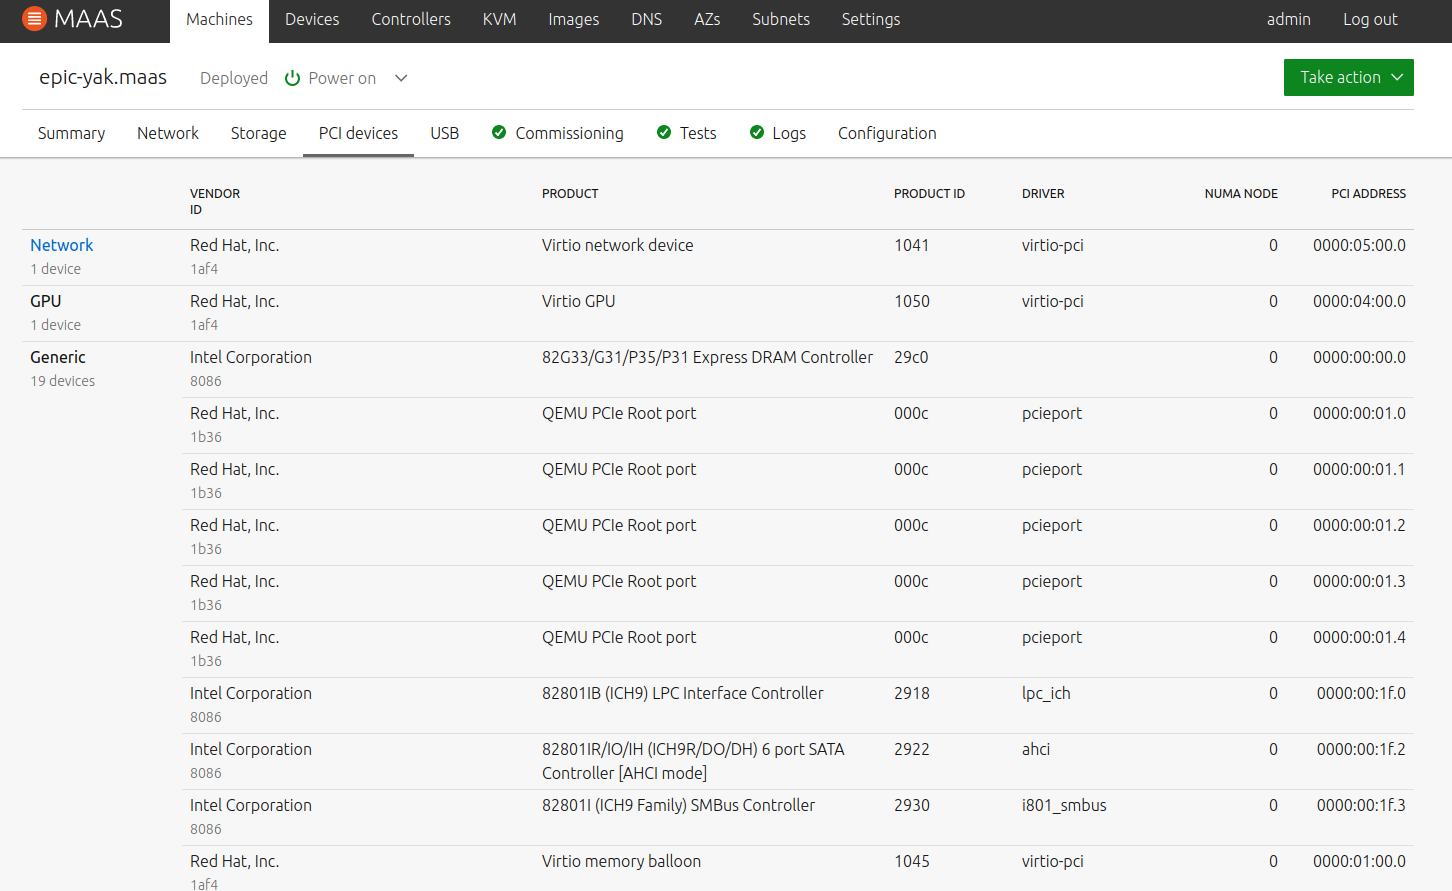 MAAS Machines Devices Controllers KVM Images DNS AZs Subnets Settings admin Log out
epic-yak.maas Deployed Power on Take action
Summary Network Storage PCI devices USB Commissioning Tests Logs Configuration
VENDOR PRODUCT PRODUCT ID DRIVER NUMA NODE PCI ADDRESS
ID
Network Red Hat, Inc. Virtio network device 1041 virtio-pci 0 0000:05:00.0
1 device 1af4
GPU Red Hat, Inc. Virtio GPU 1050 virtio-pci 0 0000:04:00.0
1 device 1af4
Generic Intel Corporation 82G33/G31/P35/P31 Express DRAM Controller 29c0 0 0000:00:00.0
19 devices 8086
Red Hat, Inc. QEMU PCIe Root port 000c pcieport 0 0000:00:01.0
1b36
Red Hat, Inc. QEMU PCIe Root port 000c pcieport 0 0000:00:01.1
1b36
Red Hat, Inc. QEMU PCIe Root port 000c pcieport 0 0000:00:01.2
1b36
Red Hat, Inc. QEMU PCIe Root port 000c pcieport 0 0000:00:01.3
1b36
Red Hat, Inc. QEMU PCIe Root port 000c pcieport 0 0000:00:01.4
1b36
Intel Corporation 82801IB (ICH9) LPC Interface Controller 2918 lpc_ich 0 0000:00:1f.0
8086
Intel Corporation 82801IR/IO/IH (ICH9R/DO/DH) 6 port SATA 2922 ahci 0 0000:00:1f.2
8086 Controller [AHCI mode]
Intel Corporation 82801I (ICH9 Family) SMBus Controller 2930 i801_smbus 0 0000:00:1f.3
8086
Red Hat, Inc. Virtio memory balloon 1045 virtio-pci 0 0000:01:00.0
1af4